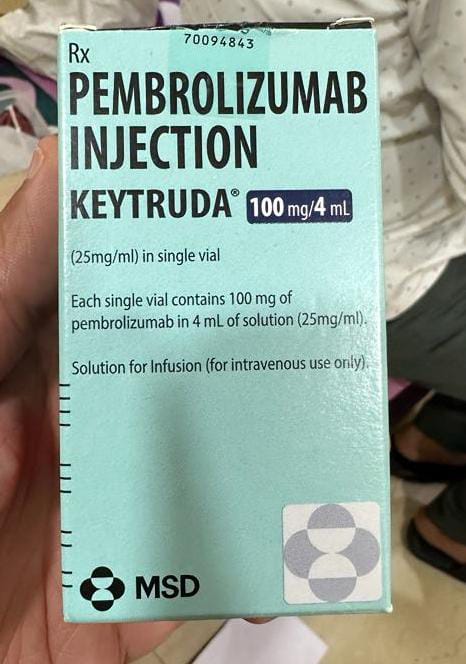 70094843
Rx
PEMBROLIZUMAB
INJECTION
KEYTRUDA® 100 mg/4 mL
(25mg/ml) in single vial
Each single vial contains 100 mg of
pembrolizumab in 4 mL of solution (25mg/ml).
Solution for Infusion (for intravenous use only).
MSD